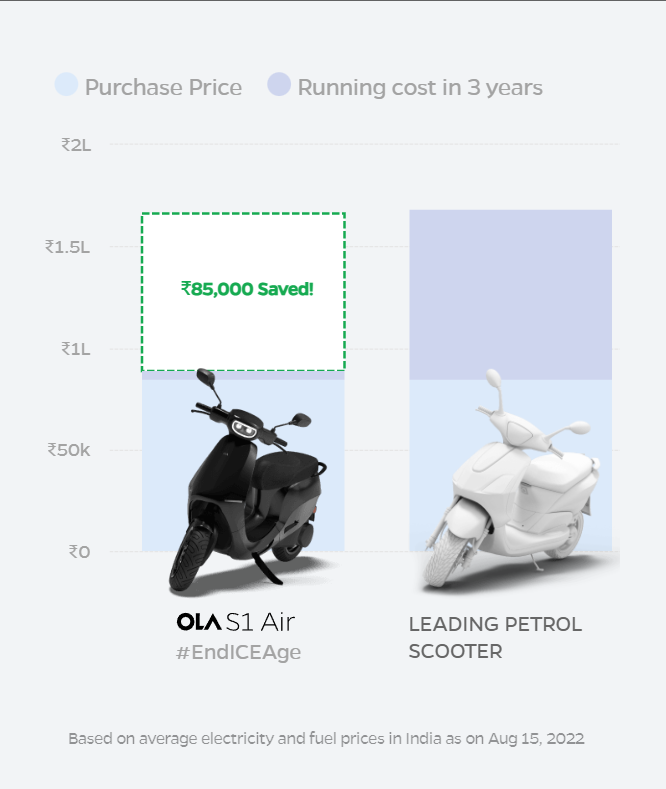 Purchase Price
Running cost in 3 years
₹2L
₹1.5L
₹85,000 Saved!
₹1L
₹50k
₹0
OLA S1 Air
#EndICEAge
LEADING PETROL
SCOOTER
Based on average electricity and fuel prices in India as on Aug 15, 2022